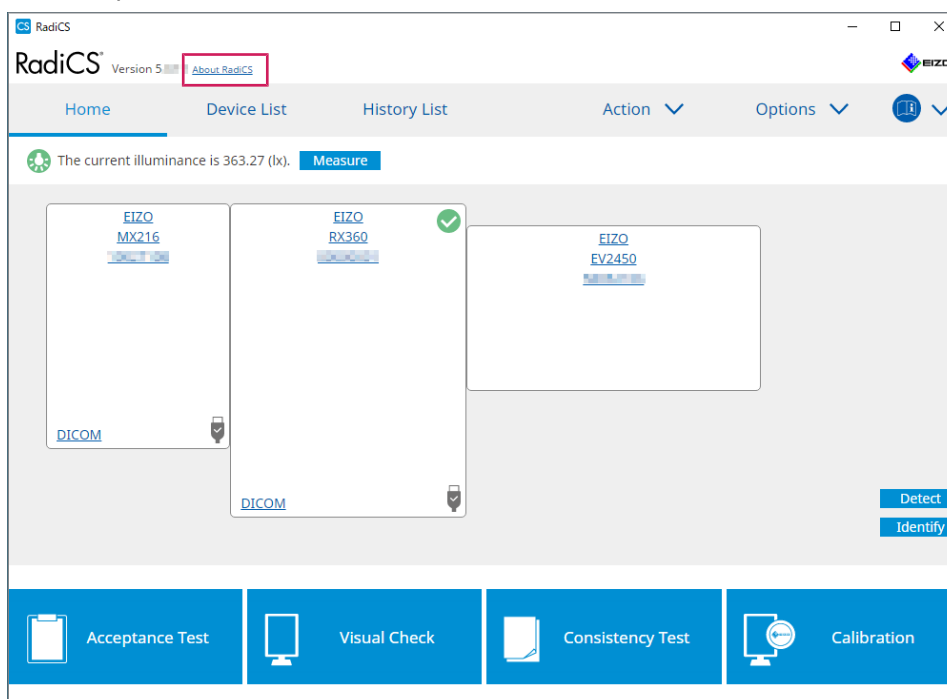 CS RadiCS
RadiCS® Version 5. About RadiCS
EIZO
Home Device List History List Action Options
The current illuminance is 363.27 (lx). Measure
EIZO
MX216
DICOM
EIZO
RX360
DICOM
EIZO
EV2450
Detect
Identify
Acceptance Test Visual Check Consistency Test Calibration